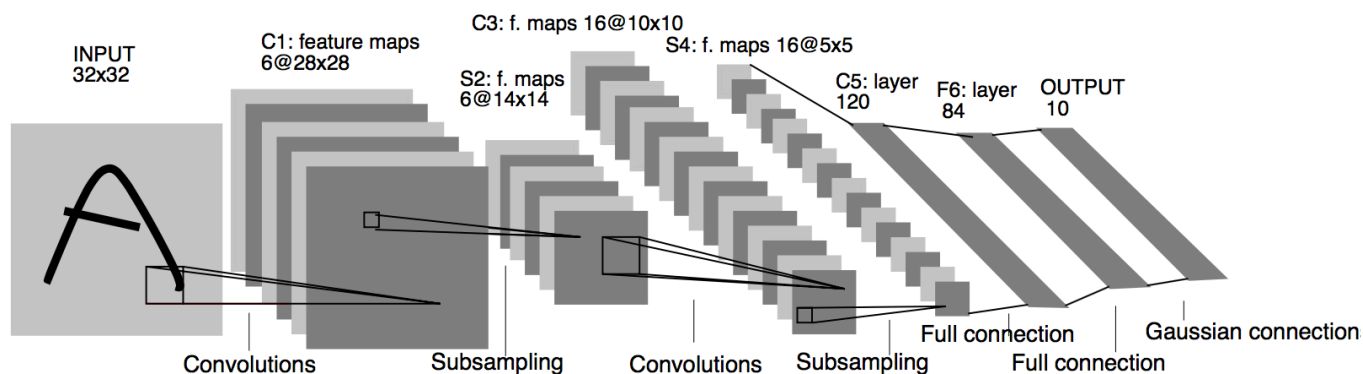 INPUT
32x32
C1: feature maps
6@28x28
S2: f. maps
6@14x14
C3: f. maps 16@10x10
S4: f. maps 16@5x5
C5: layer
120
F6: layer
84
OUTPUT
10
Convolutions
Subsampling
Convolutions
Subsampling
Full connection
Full connection
Gaussian connections
A